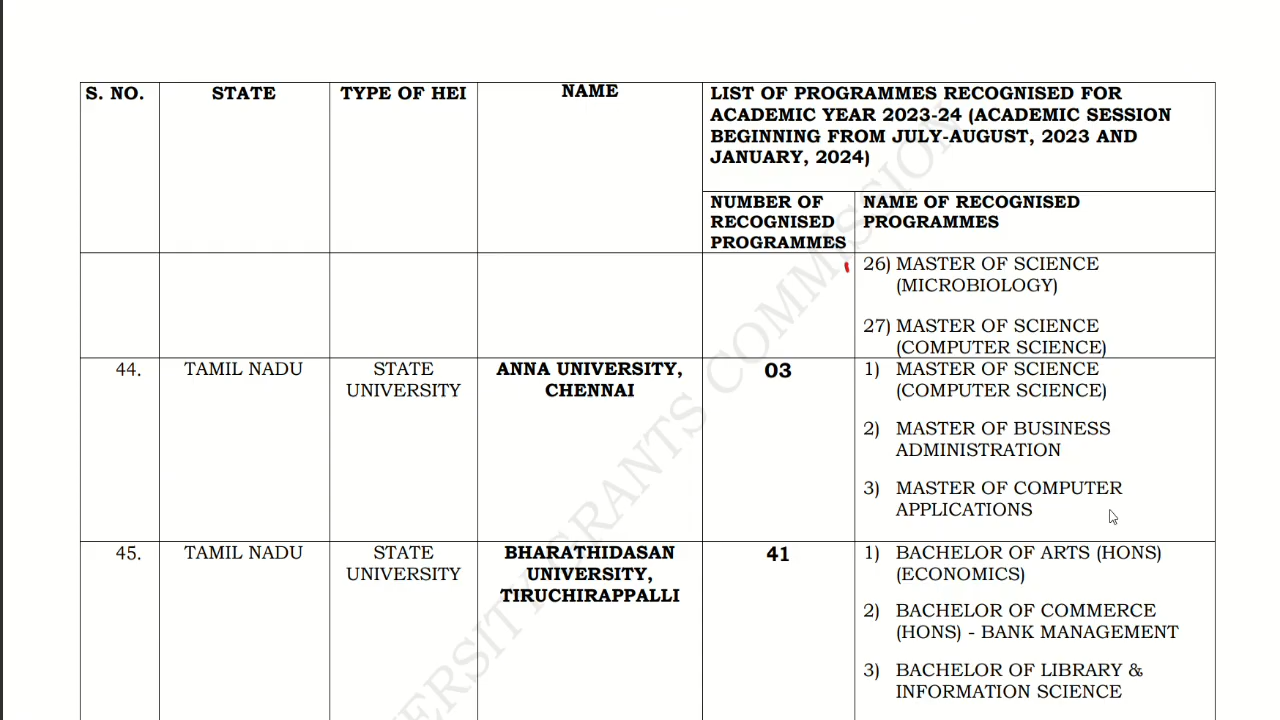 S. NO.
STATE
TYPE OF HEI
NAME
LIST OF PROGRAMMES RECOGNISED FOR
ACADEMIC YEAR 2023-24 (ACADEMIC SESSION
BEGINNING FROM JULY-AUGUST, 2023 AND
JANUARY, 2024)
NUMBER OF
RECOGNISED
PROGRAMMES
NAME OF RECOGNISED
PROGRAMMES
26) MASTER OF SCIENCE
(MICROBIOLOGY)
27) MASTER OF SCIENCE
(COMPUTER SCIENCE)
44.
TAMIL NADU
STATE
UNIVERSITY
ANNA UNIVERSITY,
CHENNAI
03
1) MASTER OF SCIENCE
(COMPUTER SCIENCE)
2) MASTER OF BUSINESS
ADMINISTRATION
3) MASTER OF COMPUTER
APPLICATIONS
45.
TAMIL NADU
STATE
UNIVERSITY
BHARATHIDASAN
UNIVERSITY,
TIRUCHIRAPPALLI
41
1) BACHELOR OF ARTS (HONS)
(ECONOMICS)
2) BACHELOR OF COMMERCE
(HONS) - BANK MANAGEMENT
3) BACHELOR OF LIBRARY &
INFORMATION SCIENCE
VERSITY GRANTS COMMISSION